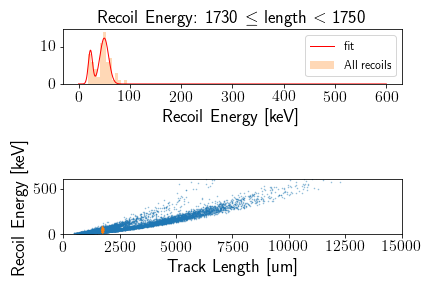 Recoil Energy: 1730 ≤ length < 1750
10
0
fit
All recoils
0 100 200 300 400 500 600
Recoil Energy [keV]
Recoil Energy [keV]
500
0
0 2500 5000 7500 10000 12500 15000
Track Length [um]